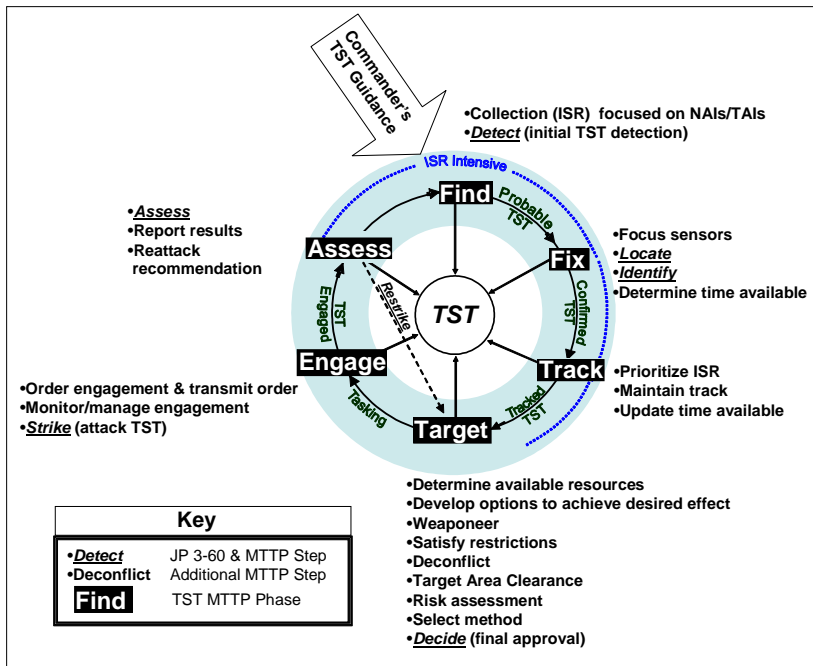 Commander's
TST Guidance
•Collection (ISR) focused on NAIs/TAIs
•Detect (initial TST detection)
ISR Intensive
Find
Probable
TST
•Assess
•Report results
•Reattack
recommendation
Assess
Fix
•Focus sensors
•Locate
•Identify
•Determine time available
Restrike
TST
Confirmed
TST
TST
Engaged
Engage
Track
•Prioritize ISR
•Maintain track
•Update time available
•Order engagement & transmit order
•Monitor/manage engagement
•Strike (attack TST)
Tasking
Target
Tracked
TST
•Determine available resources
•Develop options to achieve desired effect
•Weaponeer
•Satisfy restrictions
•Deconflict
•Target Area Clearance
•Risk assessment
•Select method
•Decide (final approval)
Key
•Detect JP 3-60 & MTTP Step
•Deconflict Additional MTTP Step
Find TST MTTP Phase